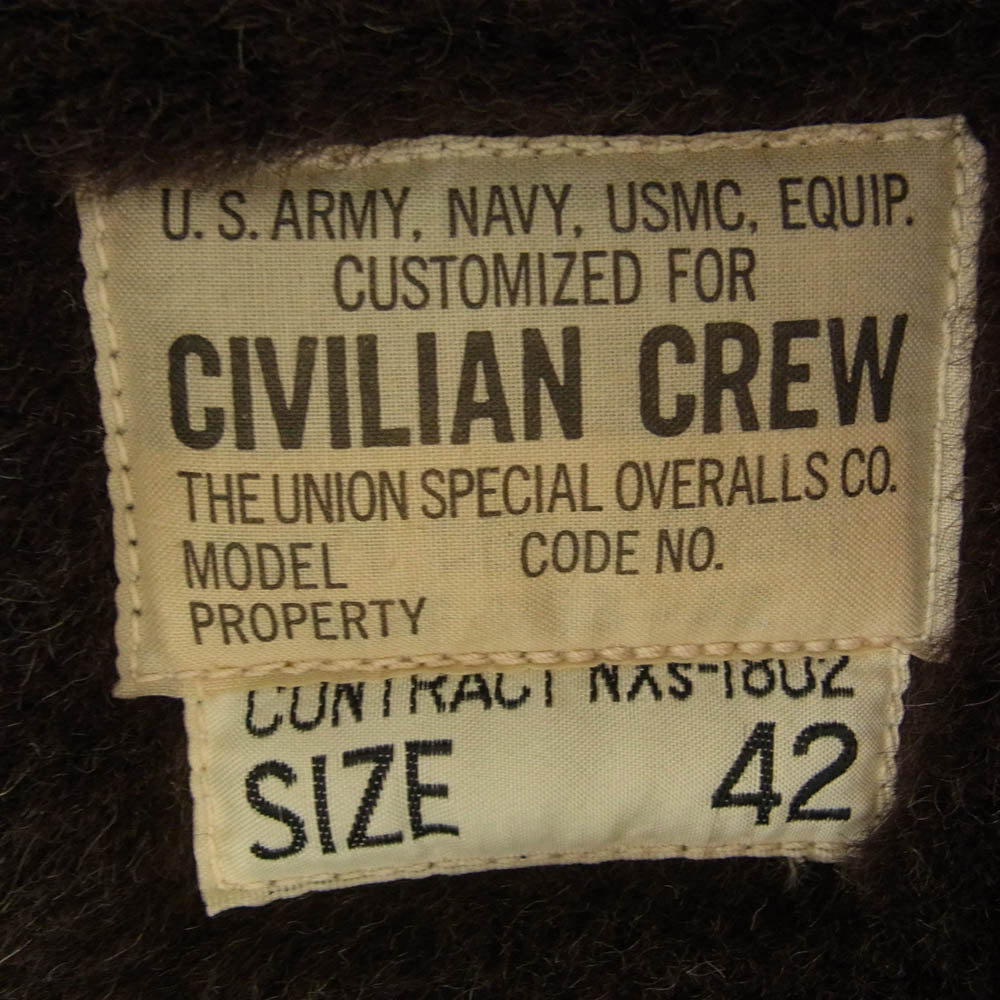 U. S. ARMY, NAVY, USMC, EQUIP.
CUSTOMIZED FOR
CIVILIAN CREW
THE UNION SPECIAL OVERALLS CO.
MODEL CODE NO.
PROPERTY
CONTRACT NXs-1802
SIZE 42